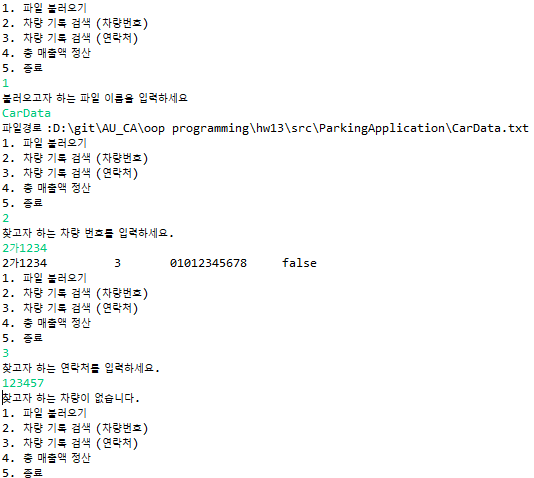 1. 파일 불러오기
2. 차량 기록 검색 (차량번호)
3. 차량 기록 검색 (연락처)
4. 총 매출액 정산
5. 종료
1
불러오고자 하는 파일 이름을 입력하세요
CarData
파일경로 :D:\git\AU_CA\oop programming\hw13\src\ParkingApplication\CarData.txt
1. 파일 불러오기
2. 차량 기록 검색 (차량번호)
3. 차량 기록 검색 (연락처)
4. 총 매출액 정산
5. 종료
2
찾고자 하는 차량 번호를 입력하세요.
2가1234
2가1234 3 01012345678 false
1. 파일 불러오기
2. 차량 기록 검색 (차량번호)
3. 차량 기록 검색 (연락처)
4. 총 매출액 정산
5. 종료
3
찾고자 하는 연락처를 입력하세요.
123457
찾고자 하는 차량이 없습니다.
1. 파일 불러오기
2. 차량 기록 검색 (차량번호)
3. 차량 기록 검색 (연락처)
4. 총 매출액 정산
5. 종료